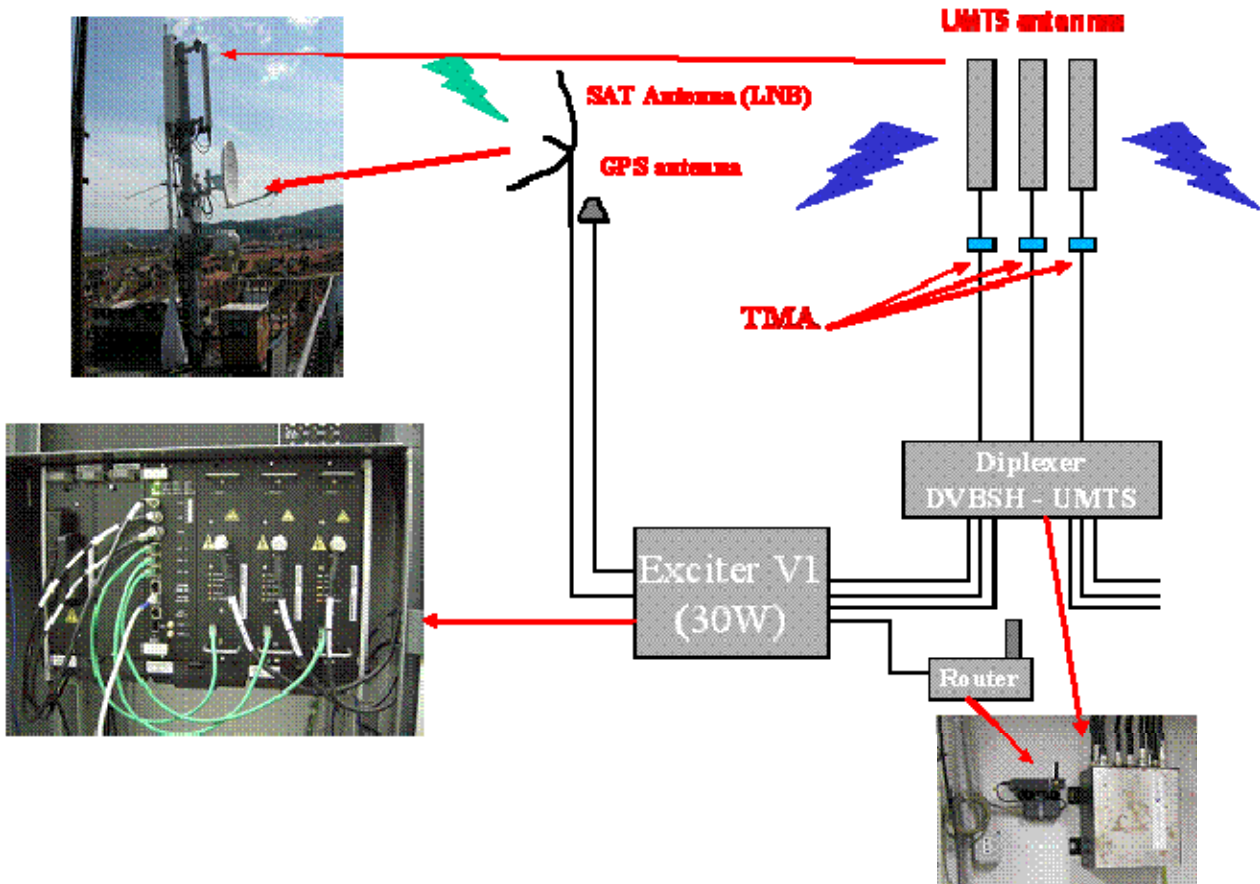 UMTS antennas
SAT Antenna (LNB)
GPS antenna
TMA
Diplexer
DVBSH - UMTS
Exciter V1
(30W)
Router